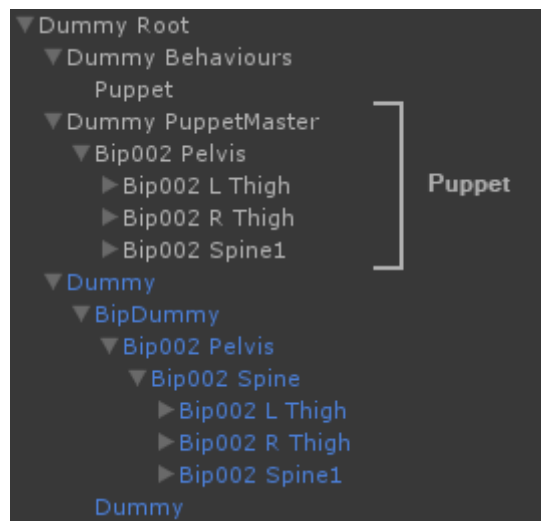 Dummy Root
Dummy Behaviours
Puppet
Dummy PuppetMaster
Bip002 Pelvis
Bip002 L Thigh
Puppet
Bip002 R Thigh
Bip002 Spine1
Dummy
BipDummy
Bip002 Pelvis
Bip002 Spine
Bip002 L Thigh
Bip002 R Thigh
Bip002 Spine1
Dummy